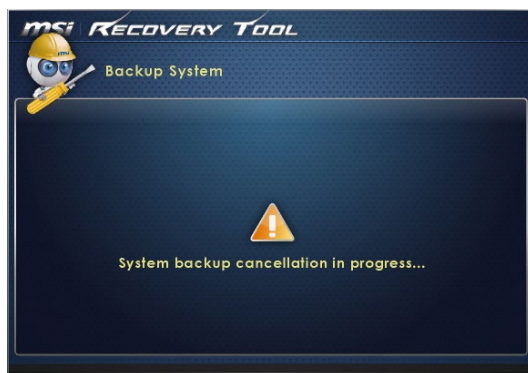 msi RECOVERY TOOL
Backup System
System backup cancellation in progress...